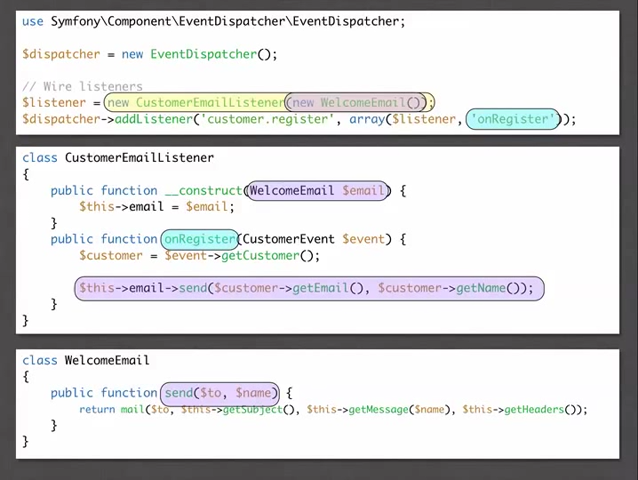 use Symfony\Component\EventDispatcher\EventDispatcher;
$dispatcher = new EventDispatcher();
// Wire listeners
$listener = new CustomerEmailListener(new WelcomeEmail());
$dispatcher->addListener('customer.register', array($listener, 'onRegister'));
class CustomerEmailListener
{
public function __construct(WelcomeEmail $email) {
$this->email = $email;
}
public function onRegister(CustomerEvent $event) {
$customer = $event->getCustomer();
$this->email->send($customer->getEmail(), $customer->getName());
}
}
class WelcomeEmail
{
public function send($to, $name) {
return mail($to, $this->getSubject(), $this->getMessage($name), $this->getHeaders());
}
}